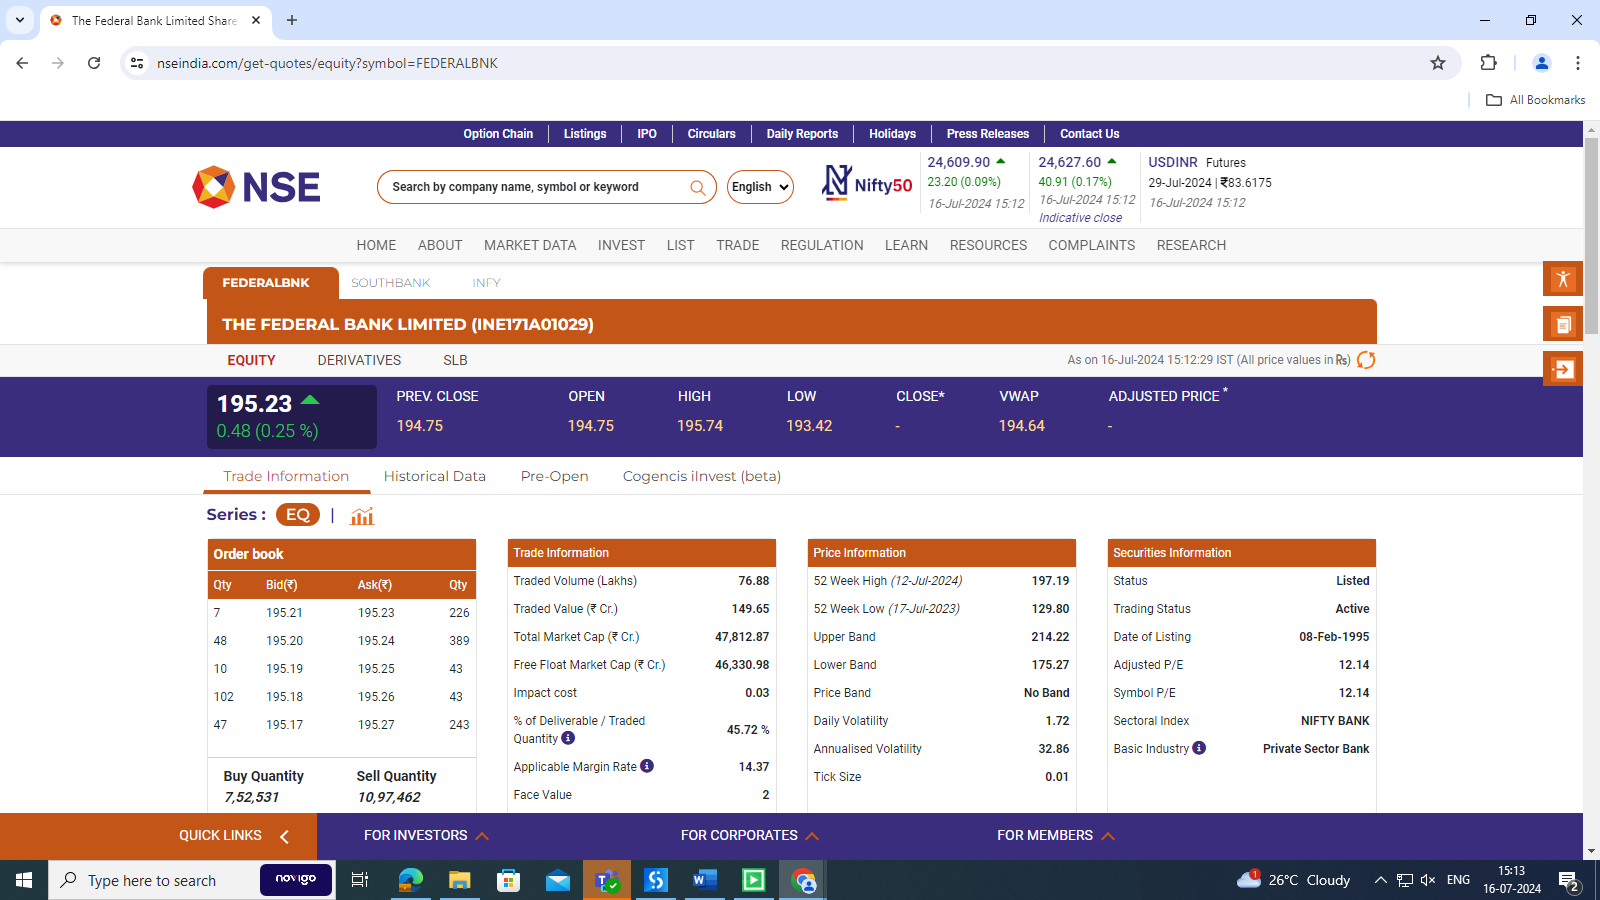 The Federal Bank Limited Share
nseindia.com/get-quotes/equity?symbol=FEDERALBNK
All Bookmarks
Option Chain Listings IPO Circulars Daily Reports Holidays Press Releases Contact Us
NSE
Search by company name, symbol or keyword
English
Nifty50
24,609.90
23.20 (0.09%)
16-Jul-2024 15:12
24,627.60
40.91 (0.17%)
16-Jul-2024 15:12
Indicative close
USDINR Futures
29-Jul-2024 | ₹83.6175
16-Jul-2024 15:12
HOME ABOUT MARKET DATA INVEST LIST TRADE REGULATION LEARN RESOURCES COMPLAINTS RESEARCH
FEDERALBNK SOUTHBANK INFY
THE FEDERAL BANK LIMITED (INE171A01029)
EQUITY DERIVATIVES SLB
As on 16-Jul-2024 15:12:29 IST (All price values in ₨)
195.23
0.48 (0.25 %)
PREV. CLOSE OPEN HIGH LOW CLOSE* VWAP ADJUSTED PRICE *
194.75 194.75 195.74 193.42 - 194.64 -
Trade Information Historical Data Pre-Open Cogencis iInvest (beta)
Series : EQ |
Order book
Qty Bid(₹) Ask(₹) Qty
7 195.21 195.23 226
48 195.20 195.24 389
10 195.19 195.25 43
102 195.18 195.26 43
47 195.17 195.27 243
Buy Quantity Sell Quantity
7,52,531 10,97,462
Trade Information
Traded Volume (Lakhs) 76.88
Traded Value (₹ Cr.) 149.65
Total Market Cap (₹ Cr.) 47,812.87
Free Float Market Cap (₹ Cr.) 46,330.98
Impact cost 0.03
% of Deliverable / Traded
Quantity 45.72 %
Applicable Margin Rate 14.37
Face Value 2
Price Information
52 Week High (12-Jul-2024) 197.19
52 Week Low (17-Jul-2023) 129.80
Upper Band 214.22
Lower Band 175.27
Price Band No Band
Daily Volatility 1.72
Annualised Volatility 32.86
Tick Size 0.01
Securities Information
Status Listed
Trading Status Active
Date of Listing 08-Feb-1995
Adjusted P/E 12.14
Symbol P/E 12.14
Sectoral Index NIFTY BANK
Basic Industry Private Sector Bank
QUICK LINKS FOR INVESTORS FOR CORPORATES FOR MEMBERS
Type here to search
novigo
1
26°C Cloudy
ENG
15:13
16-07-2024
2